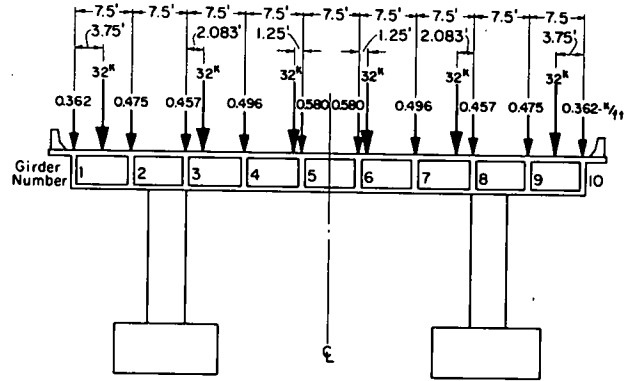 7.5' 7.5' 7.5' 7.5' 7.5' 7.5' 7.5' 7.5' 7.5
3.75' 2.083' 1.25' 1.25' 2.083' 3.75'
32ᴷ 32ᴷ 32ᴷ 32ᴷ 32ᴷ 32ᴷ
0.362 0.475 0.457 0.496 0.580 0.580 0.496 0.457 0.475 0.362-ᴷ/ft
Girder
Number 1 2 3 4 5 6 7 8 9 10
℄